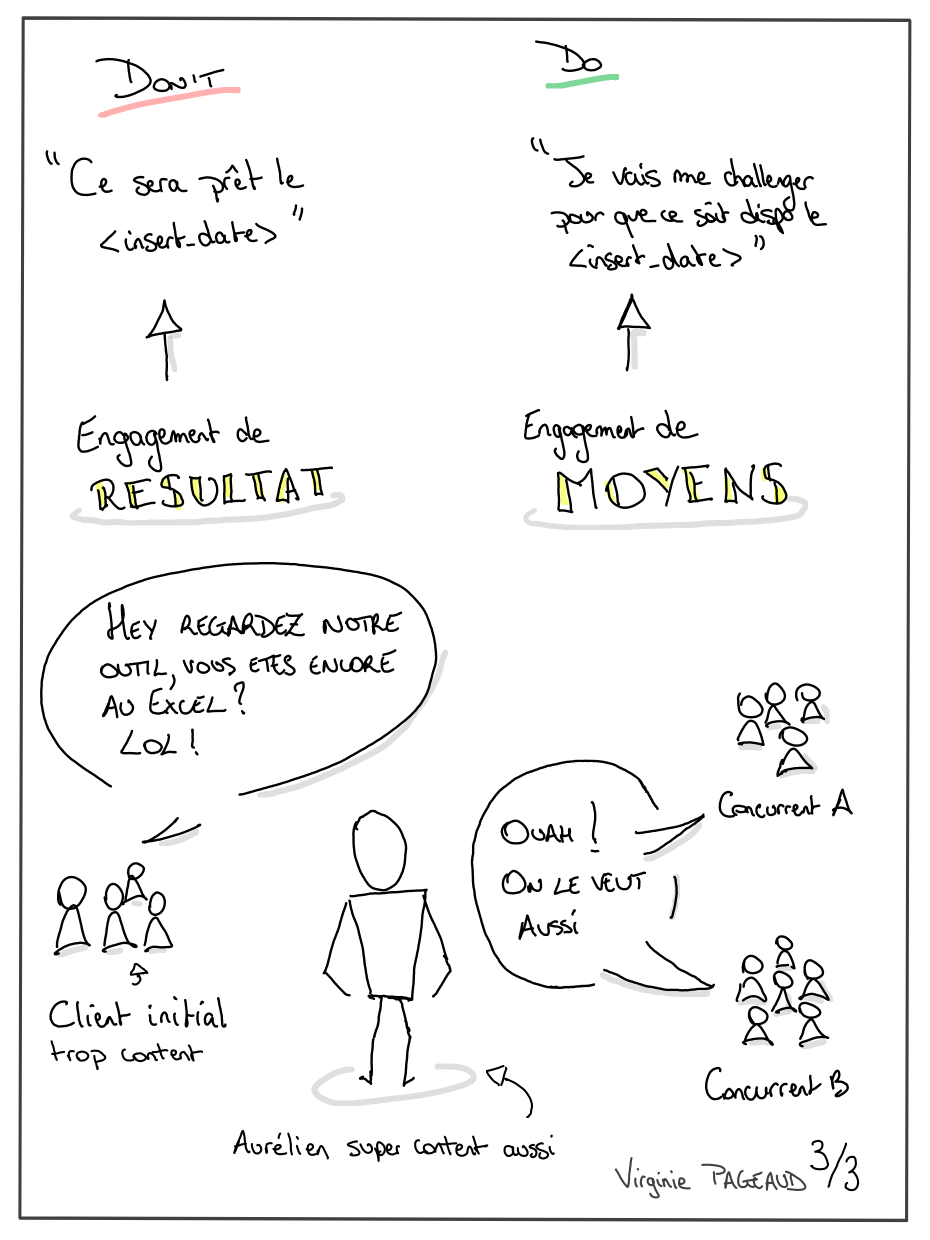 DON'T
DO
"Ce sera prêt le
<insert_date>"
"Je vais me challenger
pour que ce soit dispo le
<insert_date>"
Engagement de
RESULTAT
Engagement de
MOYENS
HEY REGARDEZ NOTRE
OUTIL, VOUS ETES ENCORE
AU EXCEL ?
LOL !
OUAH !
ON LE VEUT
AUSSI
Concurrent A
Client initial
trop content
Concurrent B
Aurélien super content aussi
Virginie PAGEAUD 3/3